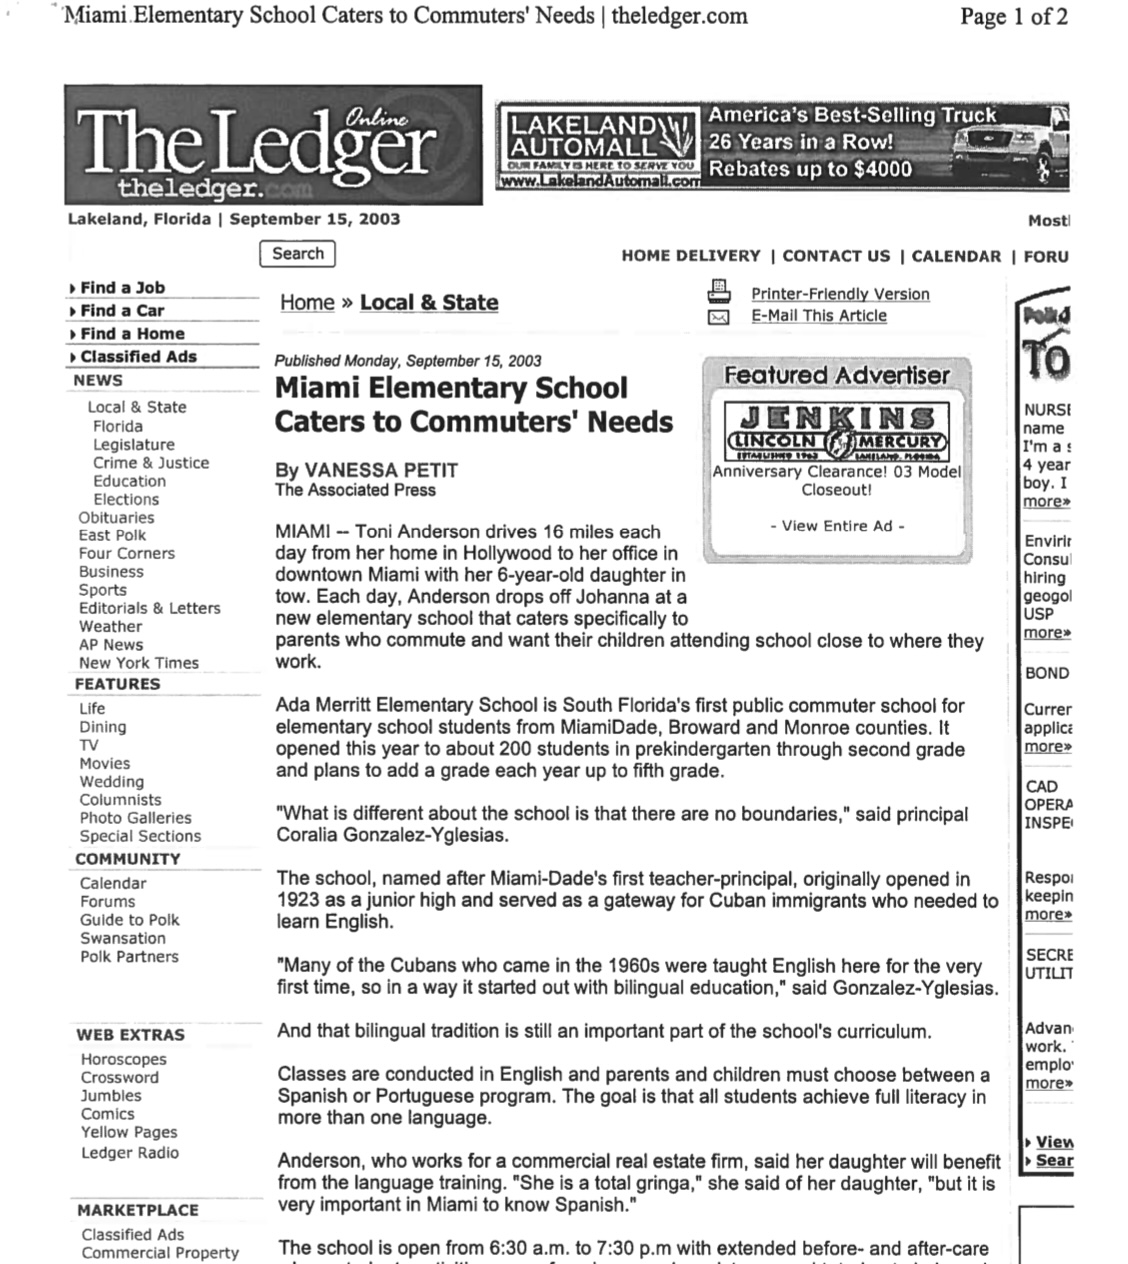 Miami Elementary School Caters to Commuters' Needs | theledger.com
Page 1 of 2
The Ledger Online
theledger.com
LAKELAND AUTOMALL
OUR FAMILY IS HERE TO SERVE YOU
www.LakelandAutomall.com
America's Best-Selling Truck
26 Years in a Row!
Rebates up to $4000
Lakeland, Florida | September 15, 2003
Mostl
Search
HOME DELIVERY | CONTACT US | CALENDAR | FORU
Find a Job
Find a Car
Find a Home
Classified Ads
NEWS
Local & State
Florida
Legislature
Crime & Justice
Education
Elections
Obituaries
East Polk
Four Corners
Business
Sports
Editorials & Letters
Weather
AP News
New York Times
FEATURES
Life
Dining
TV
Movies
Wedding
Columnists
Photo Galleries
Special Sections
COMMUNITY
Calendar
Forums
Guide to Polk
Swansation
Polk Partners
WEB EXTRAS
Horoscopes
Crossword
Jumbles
Comics
Yellow Pages
Ledger Radio
MARKETPLACE
Classified Ads
Commercial Property
Home » Local & State
Printer-Friendly Version
E-Mail This Article
Published Monday, September 15, 2003
Miami Elementary School
Caters to Commuters' Needs
By VANESSA PETIT
The Associated Press
Featured Advertiser
JENKINS
LINCOLN MERCURY
ESTABLISHED 1963 LAKELAND, FLORIDA
Anniversary Clearance! 03 Model
Closeout!
- View Entire Ad -
MIAMI -- Toni Anderson drives 16 miles each
day from her home in Hollywood to her office in
downtown Miami with her 6-year-old daughter in
tow. Each day, Anderson drops off Johanna at a
new elementary school that caters specifically to
parents who commute and want their children attending school close to where they
work.
Ada Merritt Elementary School is South Florida's first public commuter school for
elementary school students from MiamiDade, Broward and Monroe counties. It
opened this year to about 200 students in prekindergarten through second grade
and plans to add a grade each year up to fifth grade.
"What is different about the school is that there are no boundaries," said principal
Coralia Gonzalez-Yglesias.
The school, named after Miami-Dade's first teacher-principal, originally opened in
1923 as a junior high and served as a gateway for Cuban immigrants who needed to
learn English.
"Many of the Cubans who came in the 1960s were taught English here for the very
first time, so in a way it started out with bilingual education," said Gonzalez-Yglesias.
And that bilingual tradition is still an important part of the school's curriculum.
Classes are conducted in English and parents and children must choose between a
Spanish or Portuguese program. The goal is that all students achieve full literacy in
more than one language.
Anderson, who works for a commercial real estate firm, said her daughter will benefit
from the language training. "She is a total gringa," she said of her daughter, "but it is
very important in Miami to know Spanish."
The school is open from 6:30 a.m. to 7:30 p.m with extended before- and after-care
TO
NURSE
name
I'm a s
4 year
boy. I
more»
Envirir
Consul
hiring
geogol
USP
more»
BOND
Currer
applica
more»
CAD
OPERA
INSPE
Respon
keepin
more»
SECRE
UTILIT
Advan
work.
emplo
more»
View
Sear